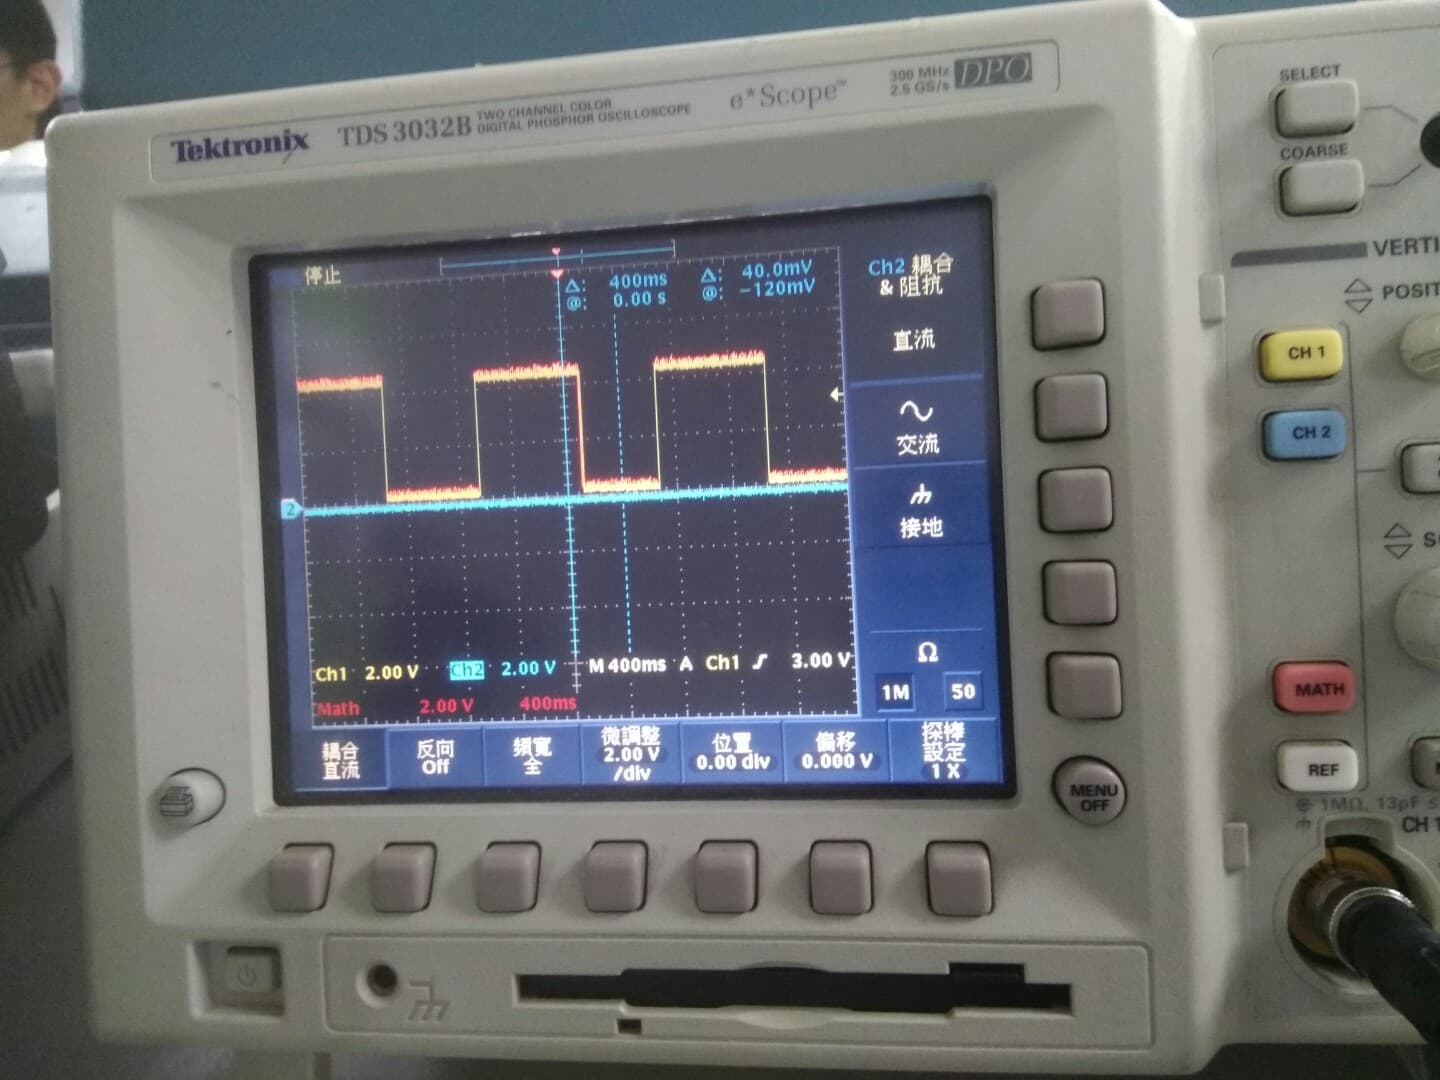 Tektronix TDS 3032B TWO CHANNEL COLOR
DIGITAL PHOSPHOR OSCILLOSCOPE
e*Scope™
300 MHz
2.5 GS/s
DPO
停止
Δ: 400ms
@: 0.00 s
Δ: 40.0mV
@: -120mV
2
Ch1 2.00 V Ch2 2.00 V M 400ms A Ch1 3.00 V
Math 2.00 V 400ms
Ch2 耦合
& 阻抗
直流
交流
接地
Ω
1M 50
耦合
直流
反向
Off
頻寬
全
微調整
2.00 V
/div
位置
0.00 div
偏移
0.000 V
探棒
設定
1 X
MENU
OFF
SELECT
COARSE
CH 1
CH 2
MATH
REF
1MΩ, 13pF
CH 1